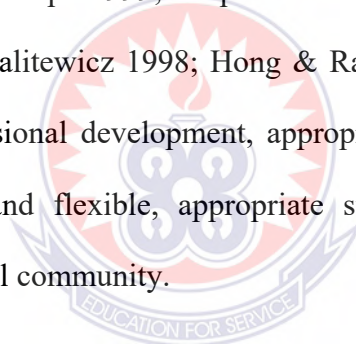 alitewicz 1998; Hong & Ra
sional development, approp
nd flexible, appropriate s
l community.
EDUCATION FOR SERVICE